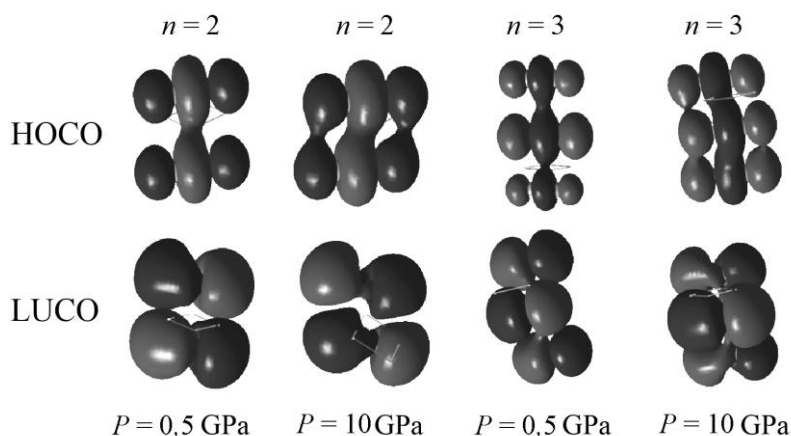 n = 2 n = 2 n = 3 n = 3
HOCO
LUCO
P = 0,5 GPa P = 10 GPa P = 0,5 GPa P = 10 GPa